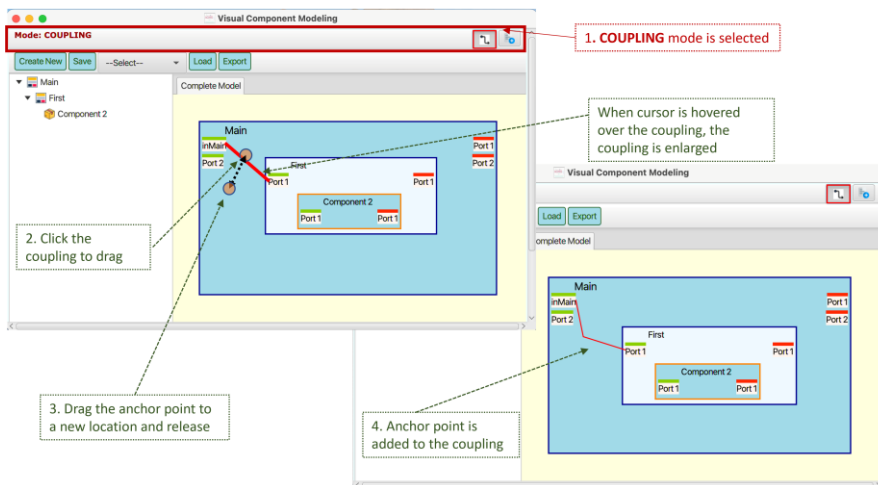 Visual Component Modeling
Mode: COUPLING
1. COUPLING mode is selected
Create New
Save
--Select--
Load
Export
Main
First
Component 2
Complete Model
Main
inMain
Port 2
Port 1
Port 2
First
Port 1
Port 1
Component 2
Port 1
Port 1
When cursor is hovered
over the coupling, the
coupling is enlarged
2. Click the
coupling to drag
3. Drag the anchor point to
a new location and release
Visual Component Modeling
Load
Export
omplete Model
Main
inMain
Port 2
Port 1
Port 2
First
Port 1
Port 1
Component 2
Port 1
Port 1
4. Anchor point is
added to the coupling